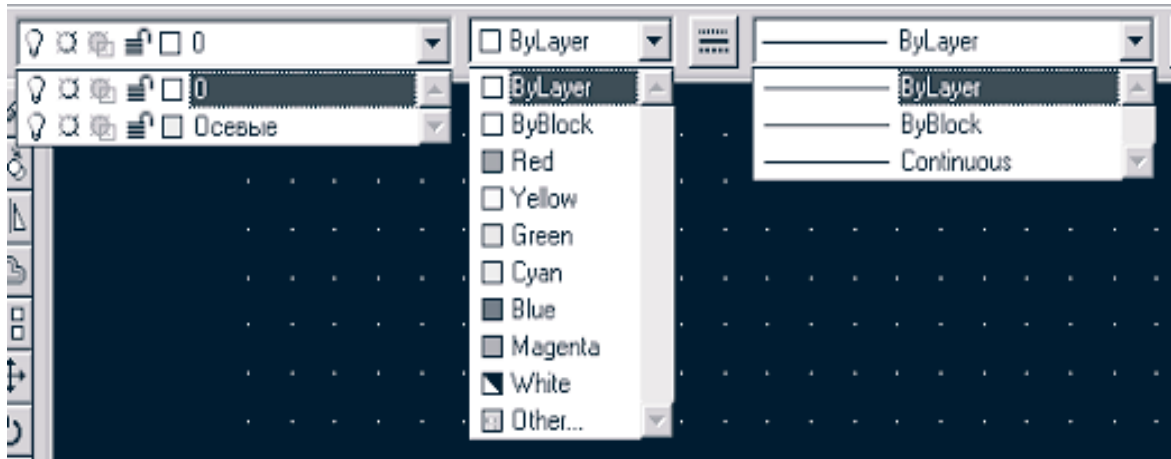 0
0
Осевые
ByLayer
ByLayer
ByBlock
Red
Yellow
Green
Cyan
Blue
Magenta
White
Other...
ByLayer
ByLayer
ByBlock
Continuous